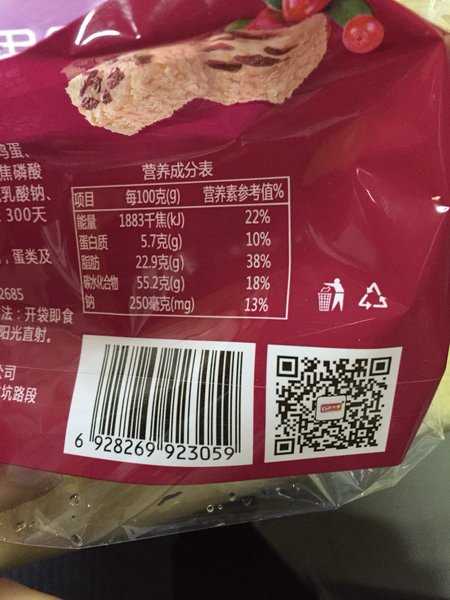 鸡蛋、
焦磷酸
乳酸钠、
300天
蛋类及
2685
法：开袋即食
阳光直射。
公司
坑路段
营养成分表
项目 每100克(g) 营养素参考值%
能量 1883千焦(kJ) 22%
蛋白质 5.7克(g) 10%
脂肪 22.9克(g) 38%
碳水化合物 55.2克(g) 18%
钠 250毫克(mg) 13%
6 928269 923059